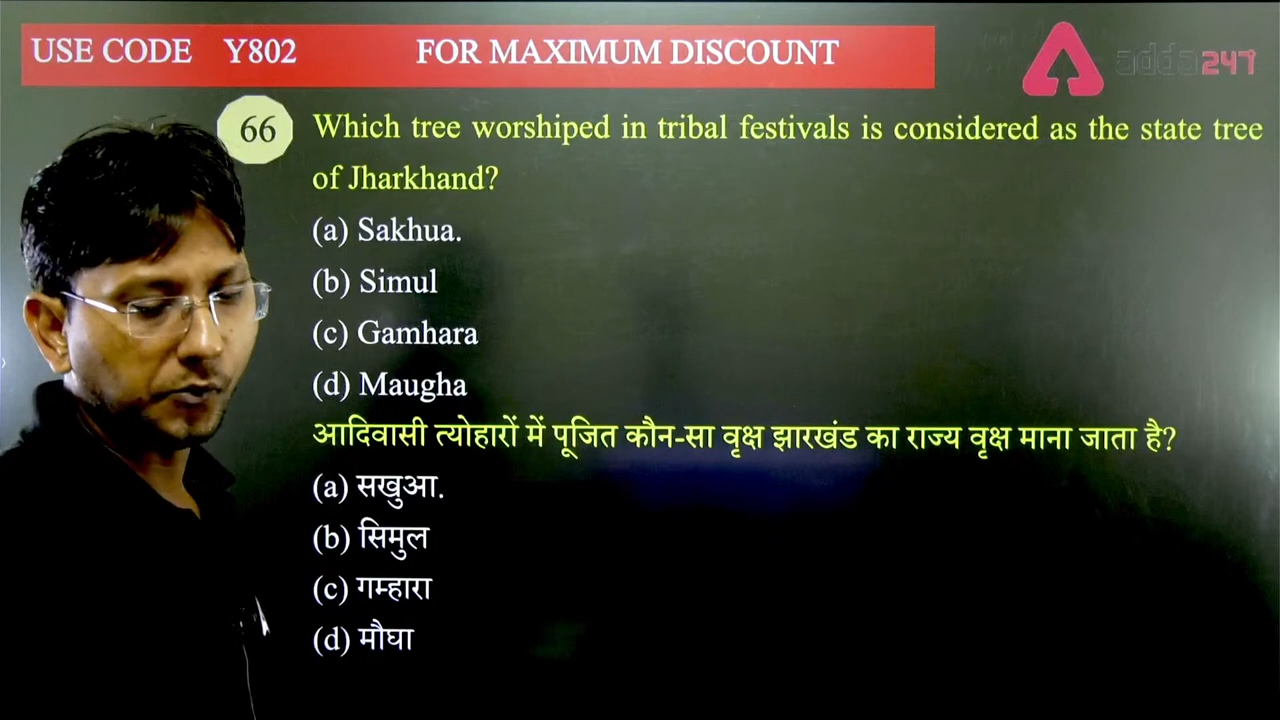 USE CODE Y802 FOR MAXIMUM DISCOUNT
adda247
66 Which tree worshiped in tribal festivals is considered as the state tree
of Jharkhand?
(a) Sakhua.
(b) Simul
(c) Gamhara
(d) Maugha
आदिवासी त्योहारों में पूजित कौन-सा वृक्ष झारखंड का राज्य वृक्ष माना जाता है?
(a) सखुआ.
(b) सिमुल
(c) गम्हारा
(d) मौघा